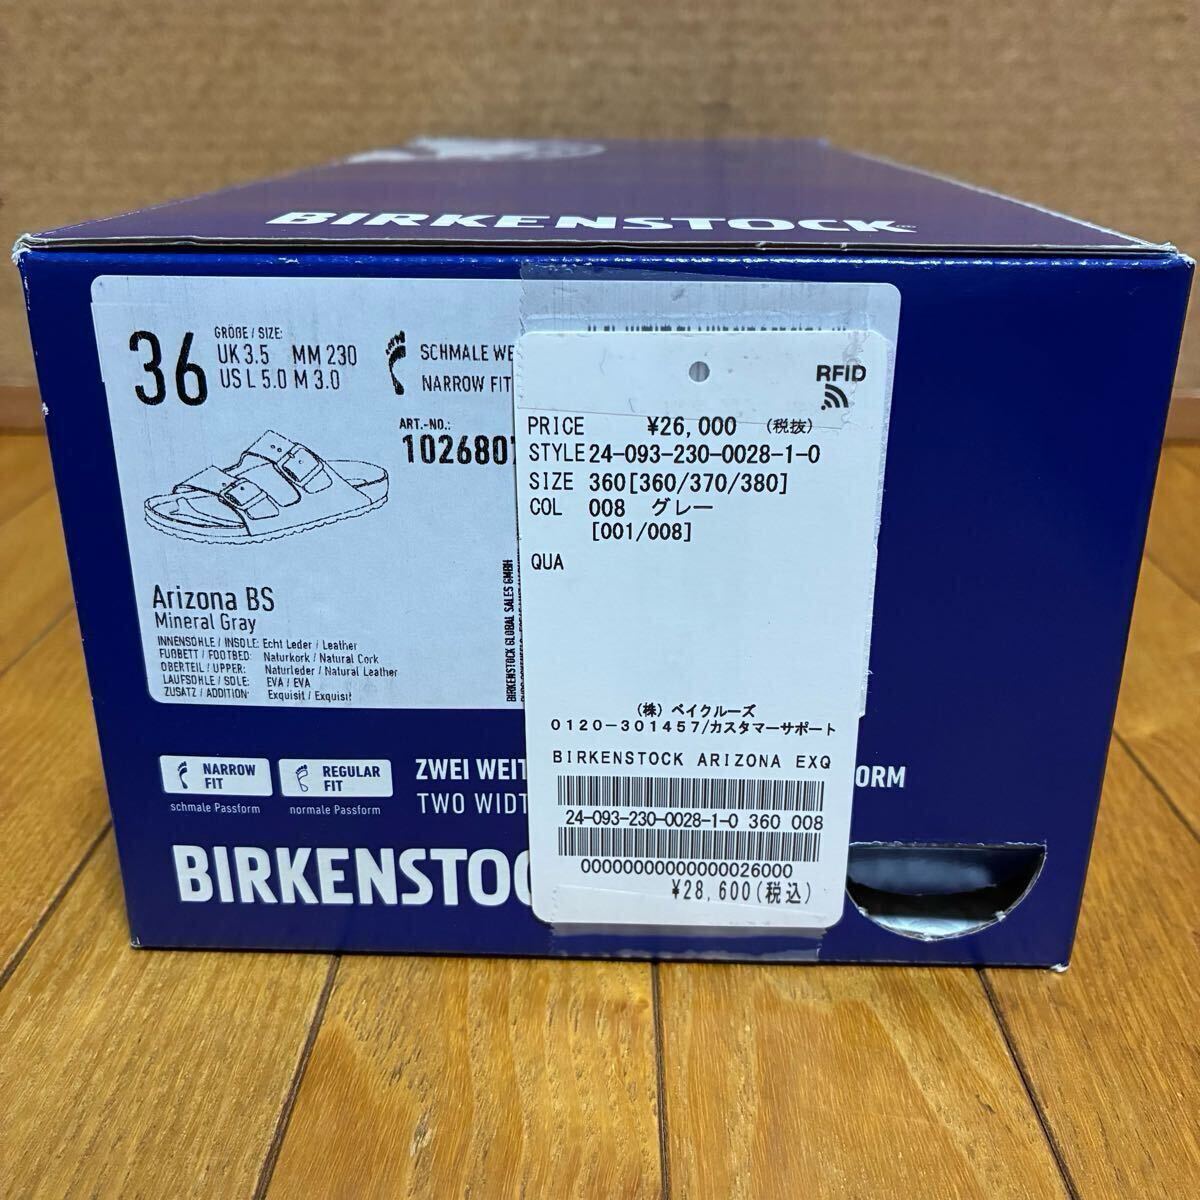 BIRKENSTOCK
36
GRÖßE / SIZE:
UK 3.5 MM 230
US L 5.0 M 3.0
SCHMALE WE
NARROW FIT
ART.-NO.:
102680
Arizona BS
Mineral Gray
INNENSOHLE / INSOLE: Echt Leder / Leather
FUßBETT / FOOTBED: Naturkork / Natural Cork
OBERTEIL / UPPER: Naturleder / Natural Leather
LAUFSOHLE / SOLE: EVA / EVA
ZUSATZ / ADDITION: Exquisit / Exquisit
BIRKENSTOCK GLOBAL SALES GMBH
RFID
PRICE ¥26,000 (税抜)
STYLE 24-093-230-0028-1-0
SIZE 360[360/370/380]
COL 008 グレー
[001/008]
QUA
(株) ベイクルーズ
0120-301457/カスタマーサポート
BIRKENSTOCK ARIZONA EXQ
24-093-230-0028-1-0 360 008
00000000000000026000
¥28,600(税込)
NARROW FIT
schmale Passform
REGULAR FIT
normale Passform
ZWEI WEIT
ORM
TWO WIDT
BIRKENSTOC